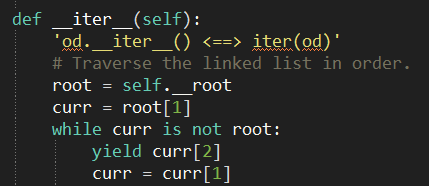 def __iter__(self):
    'od.__iter__() <==> iter(od)'
    # Traverse the linked list in order.
    root = self.__root
    curr = root[1]
    while curr is not root:
        yield curr[2]
        curr = curr[1]